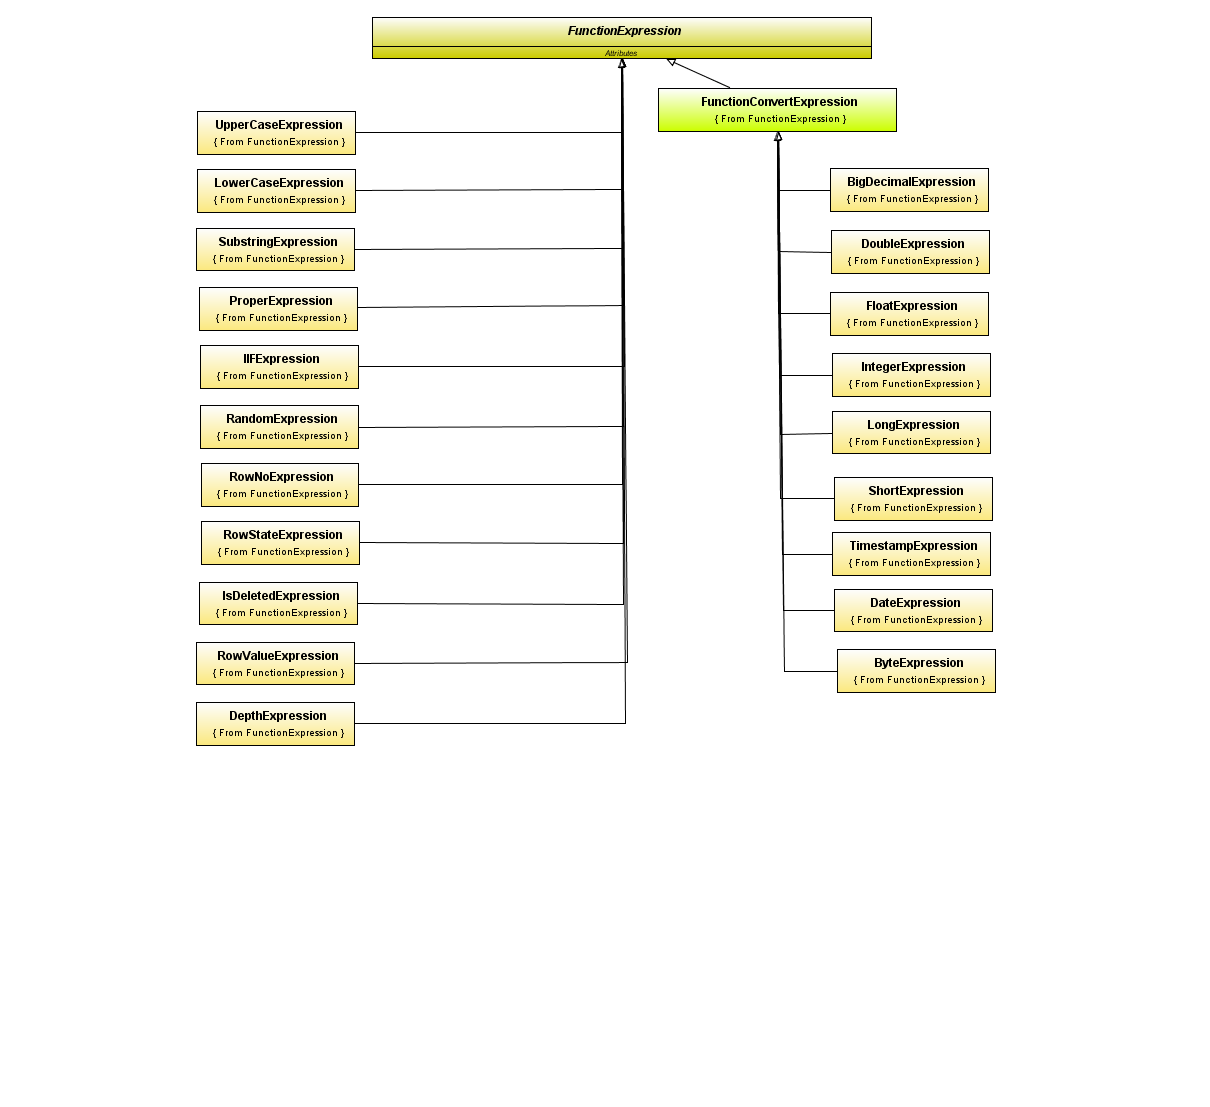 FunctionExpression
Attributes
FunctionConvertExpression
{ From FunctionExpression }
UpperCaseExpression
{ From FunctionExpression }
LowerCaseExpression
{ From FunctionExpression }
SubstringExpression
{ From FunctionExpression }
ProperExpression
{ From FunctionExpression }
IIFExpression
{ From FunctionExpression }
RandomExpression
{ From FunctionExpression }
RowNoExpression
{ From FunctionExpression }
RowStateExpression
{ From FunctionExpression }
IsDeletedExpression
{ From FunctionExpression }
RowValueExpression
{ From FunctionExpression }
DepthExpression
{ From FunctionExpression }
BigDecimalExpression
{ From FunctionExpression }
DoubleExpression
{ From FunctionExpression }
FloatExpression
{ From FunctionExpression }
IntegerExpression
{ From FunctionExpression }
LongExpression
{ From FunctionExpression }
ShortExpression
{ From FunctionExpression }
TimestampExpression
{ From FunctionExpression }
DateExpression
{ From FunctionExpression }
ByteExpression
{ From FunctionExpression }